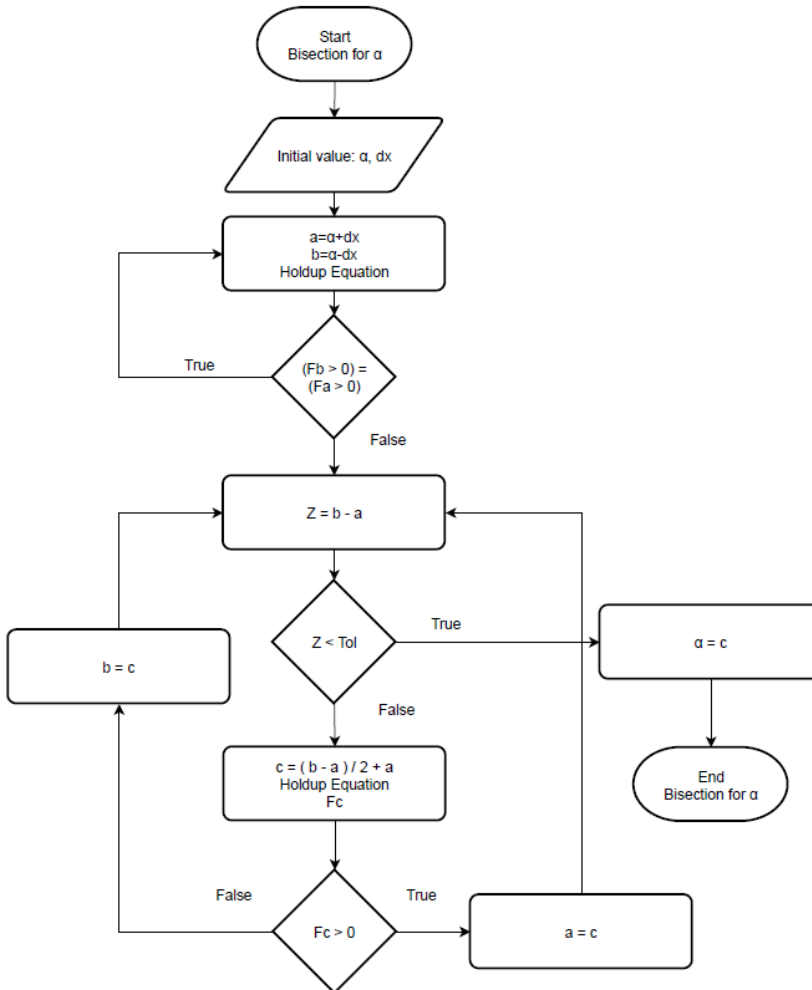 Start
Bisection for α
Initial value: α, dx
a=α+dx
b=α-dx
Holdup Equation
True
(Fb > 0) =
(Fa > 0)
False
Z = b - a
Z < Tol
True
α = c
b = c
False
c = ( b - a ) / 2 + a
Holdup Equation
Fc
End
Bisection for α
False
True
Fc > 0
a = c